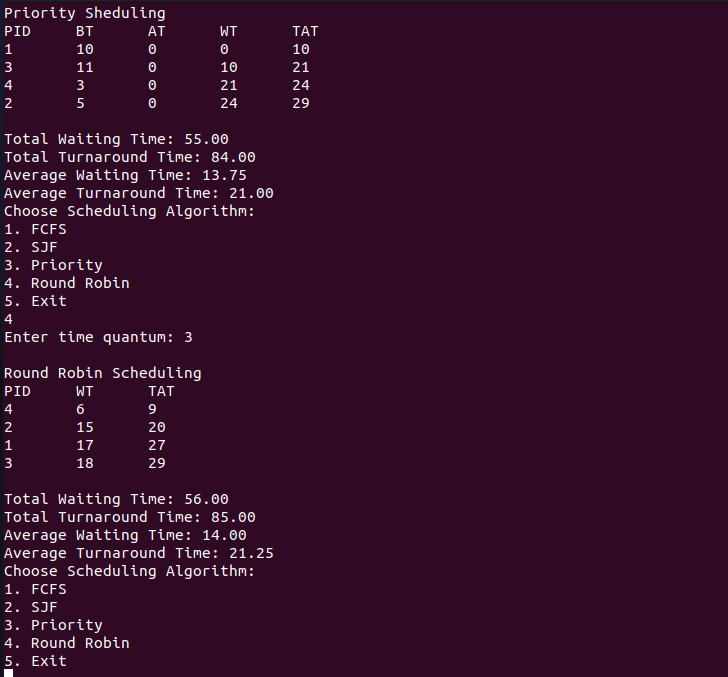 Priority Sheduling
PID BT AT WT TAT
1 10 0 0 10
3 11 0 10 21
4 3 0 21 24
2 5 0 24 29
Total Waiting Time: 55.00
Total Turnaround Time: 84.00
Average Waiting Time: 13.75
Average Turnaround Time: 21.00
Choose Scheduling Algorithm:
1. FCFS
2. SJF
3. Priority
4. Round Robin
5. Exit
4
Enter time quantum: 3
Round Robin Scheduling
PID WT TAT
4 6 9
2 15 20
1 17 27
3 18 29
Total Waiting Time: 56.00
Total Turnaround Time: 85.00
Average Waiting Time: 14.00
Average Turnaround Time: 21.25
Choose Scheduling Algorithm:
1. FCFS
2. SJF
3. Priority
4. Round Robin
5. Exit